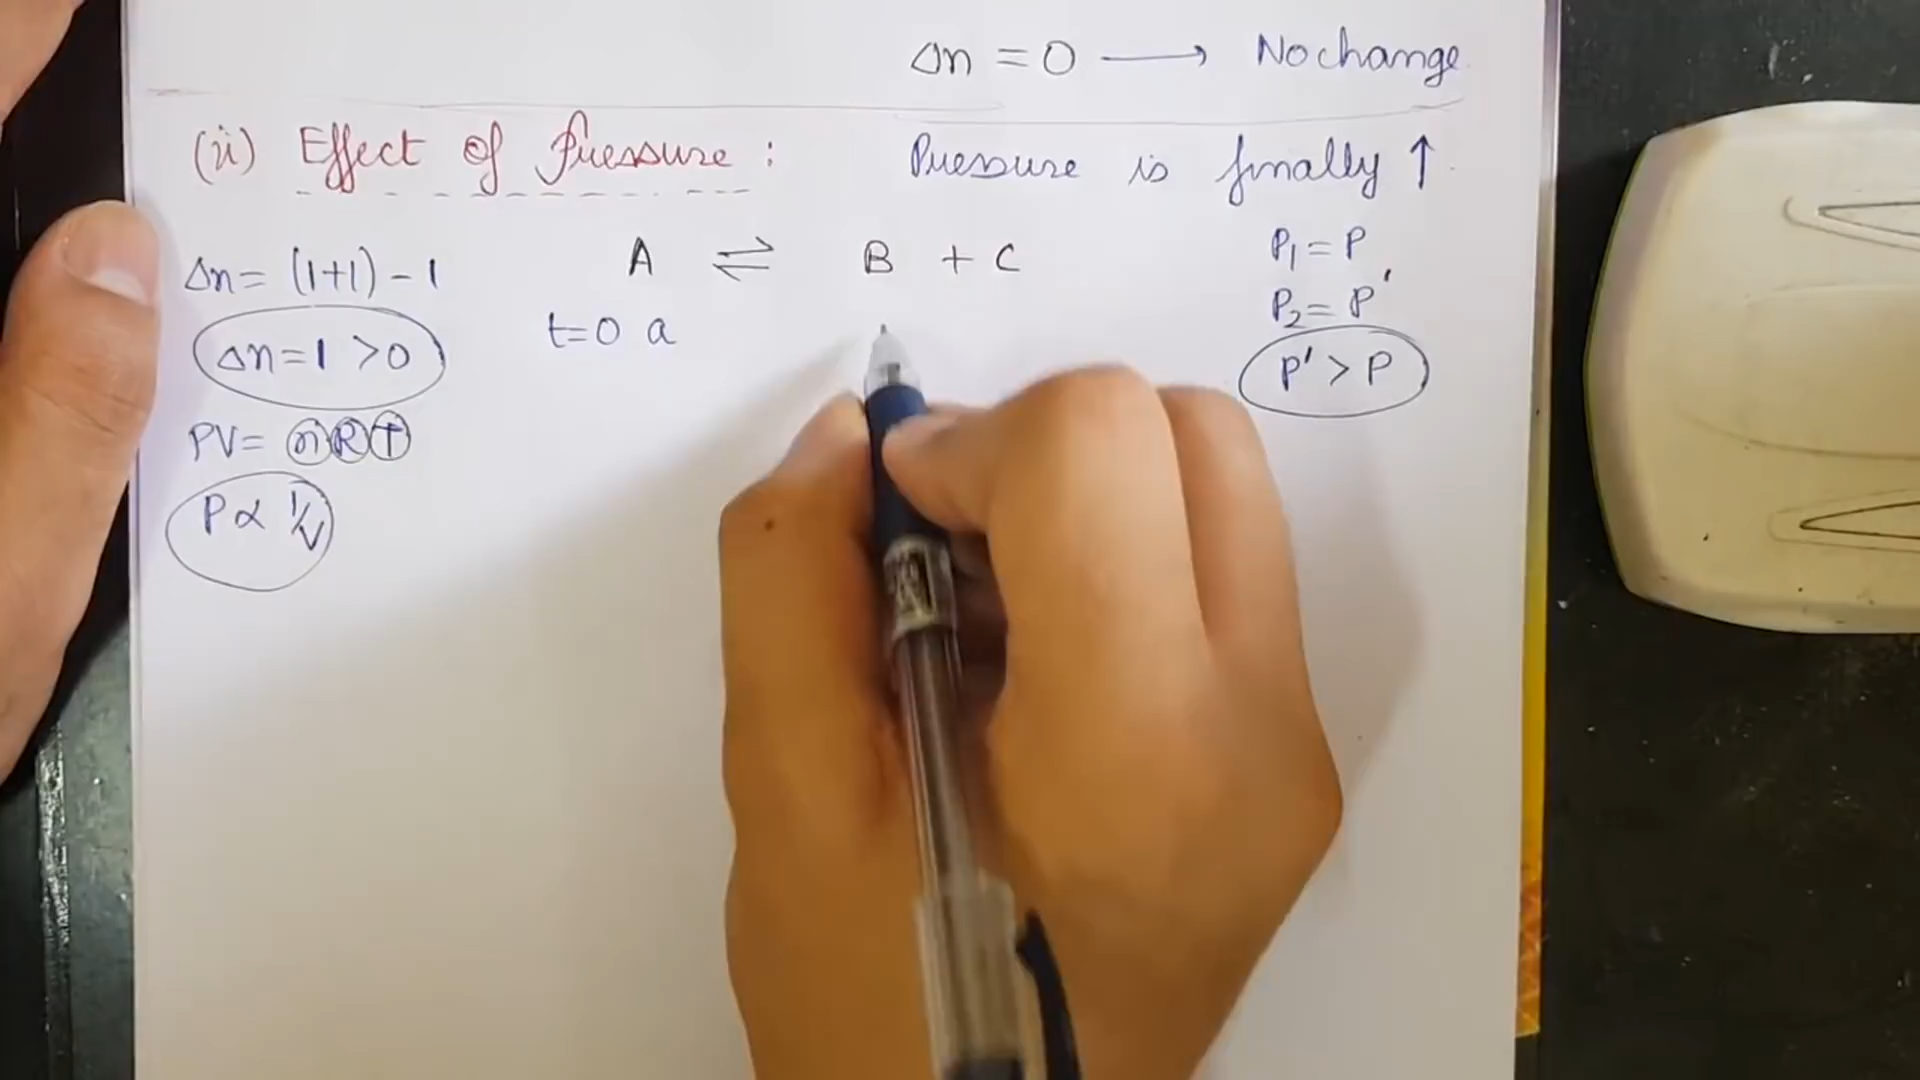 Δn = 0 ⟶ No change.
(ii) Effect of Pressure : Pressure is finally ↑.
Δn = (1+1) - 1 A ⇌ B + C P₁ = P
t=0 a P₂ = P'
Δn = 1 > 0 P' > P
PV = nRT
P ∝ 1/V